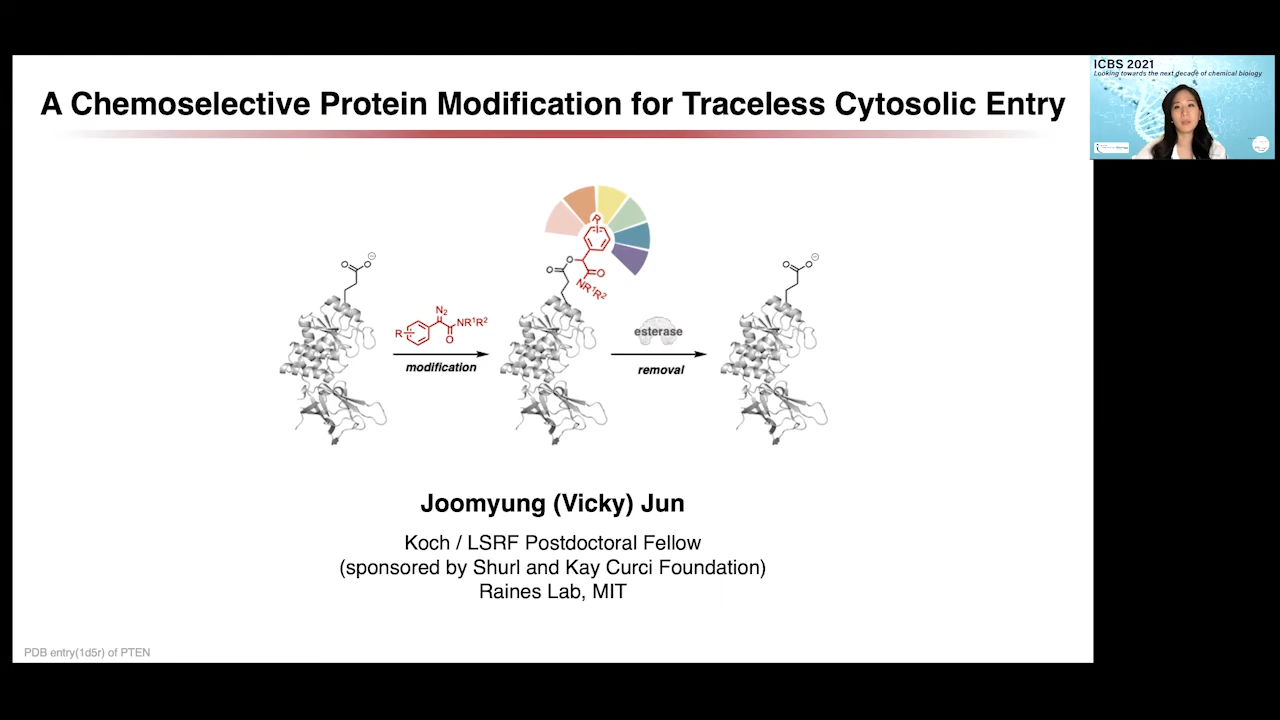 ICBS 2021
Looking towards the next decade of chemical biology
A Chemoselective Protein Modification for Traceless Cytosolic Entry
R
O
O
O
NR¹R²
O
O
⊖
N₂
R
NR¹R²
O
modification
esterase
removal
O
O
⊖
Joomyung (Vicky) Jun
Koch / LSRF Postdoctoral Fellow
(sponsored by Shurl and Kay Curci Foundation)
Raines Lab, MIT
PDB entry(1d5r) of PTEN